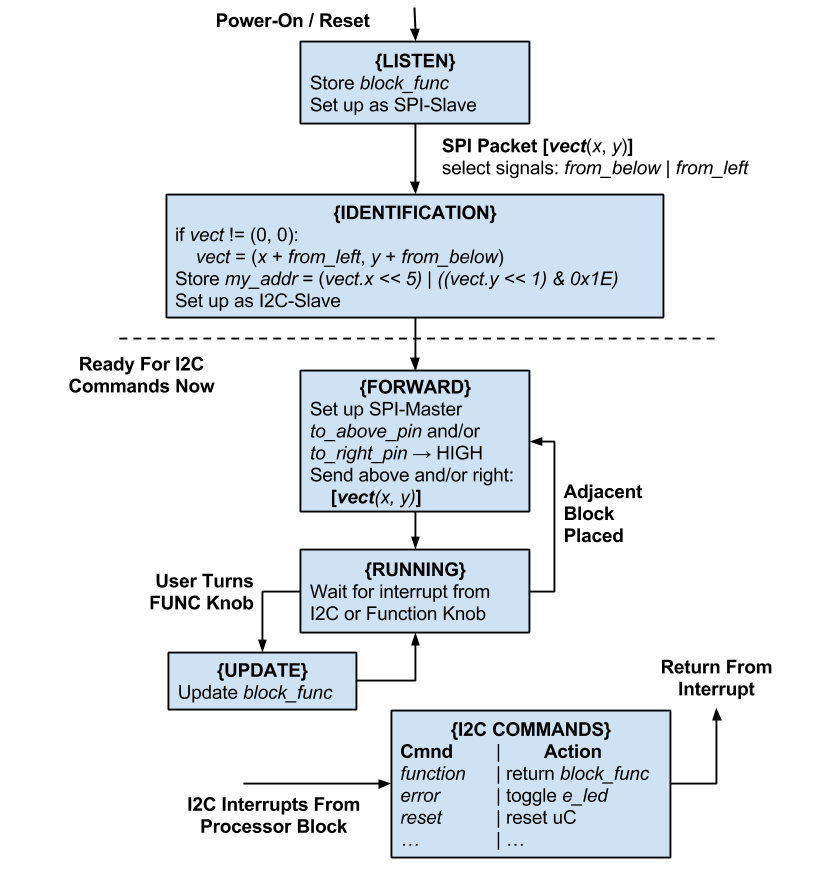 Power-On / Reset
{LISTEN}
Store block_func
Set up as SPI-Slave
SPI Packet [vect(x, y)]
select signals: from_below | from_left
{IDENTIFICATION}
if vect != (0, 0):
vect = (x + from_left, y + from_below)
Store my_addr = (vect.x << 5) | ((vect.y << 1) & 0x1E)
Set up as I2C-Slave
Ready For I2C
Commands Now
{FORWARD}
Set up SPI-Master
to_above_pin and/or
to_right_pin → HIGH
Send above and/or right:
[vect(x, y)]
Adjacent
Block
Placed
{RUNNING}
Wait for interrupt from
I2C or Function Knob
User Turns
FUNC Knob
{UPDATE}
Update block_func
Return From
Interrupt
{I2C COMMANDS}
Cmnd | Action
function | return block_func
error | toggle e_led
reset | reset uC
... | ...
I2C Interrupts From
Processor Block